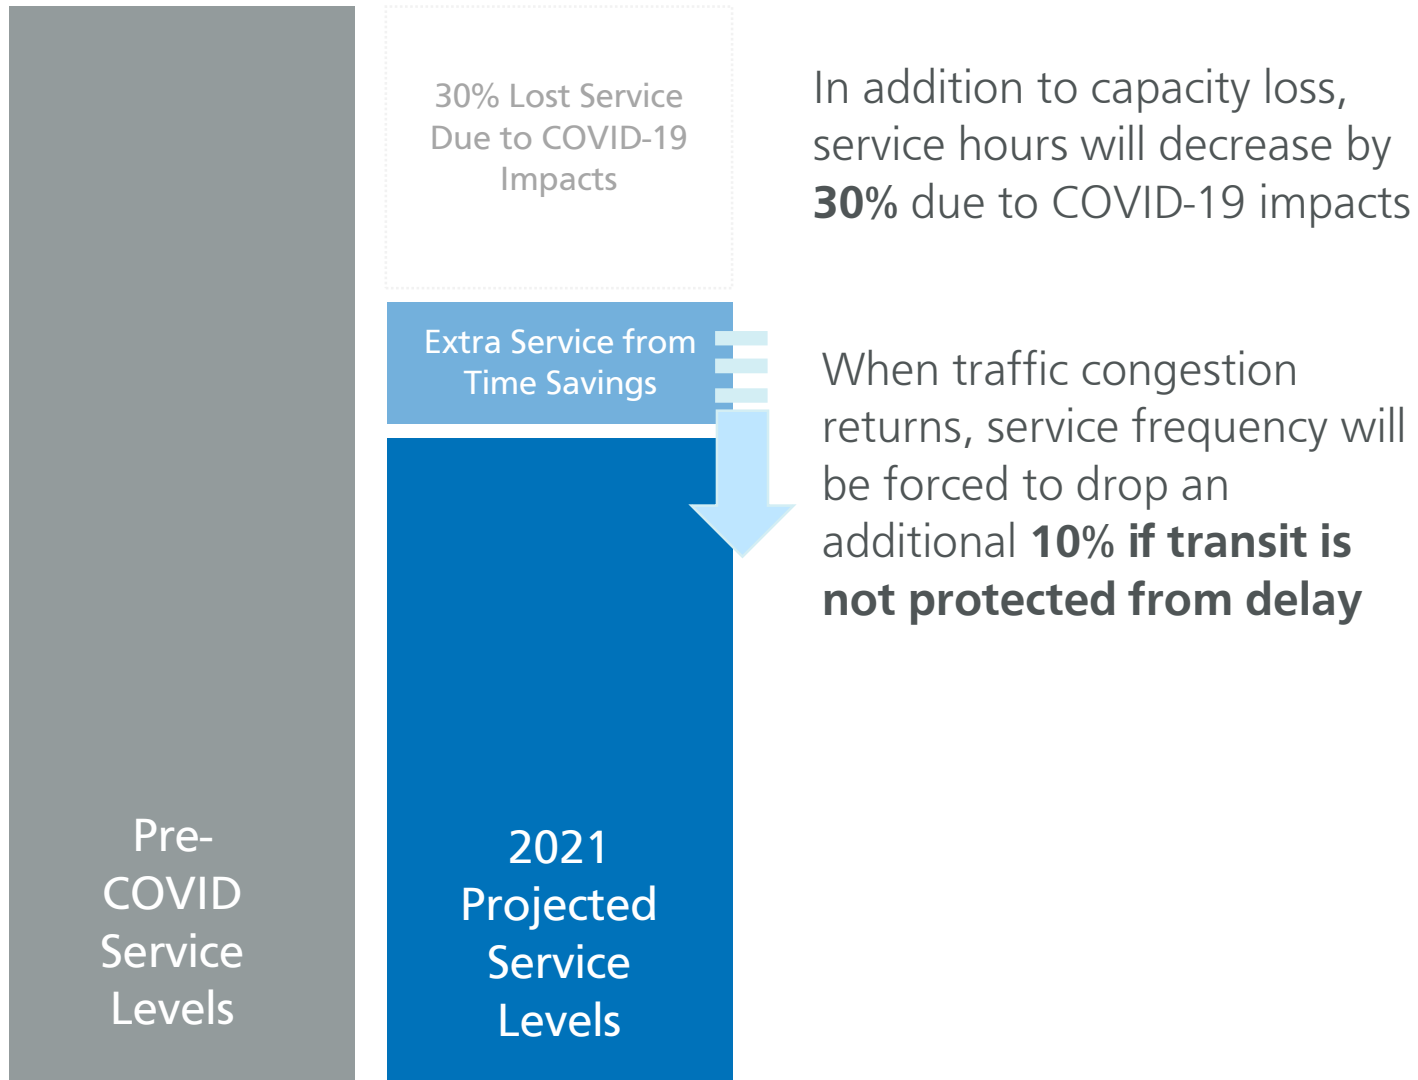 30% Lost Service
Due to COVID-19
Impacts
In addition to capacity loss,
service hours will decrease by
30% due to COVID-19 impacts
Extra Service from
Time Savings
When traffic congestion
returns, service frequency will
be forced to drop an
additional 10% if transit is
not protected from delay
Pre-
COVID
Service
Levels
2021
Projected
Service
Levels